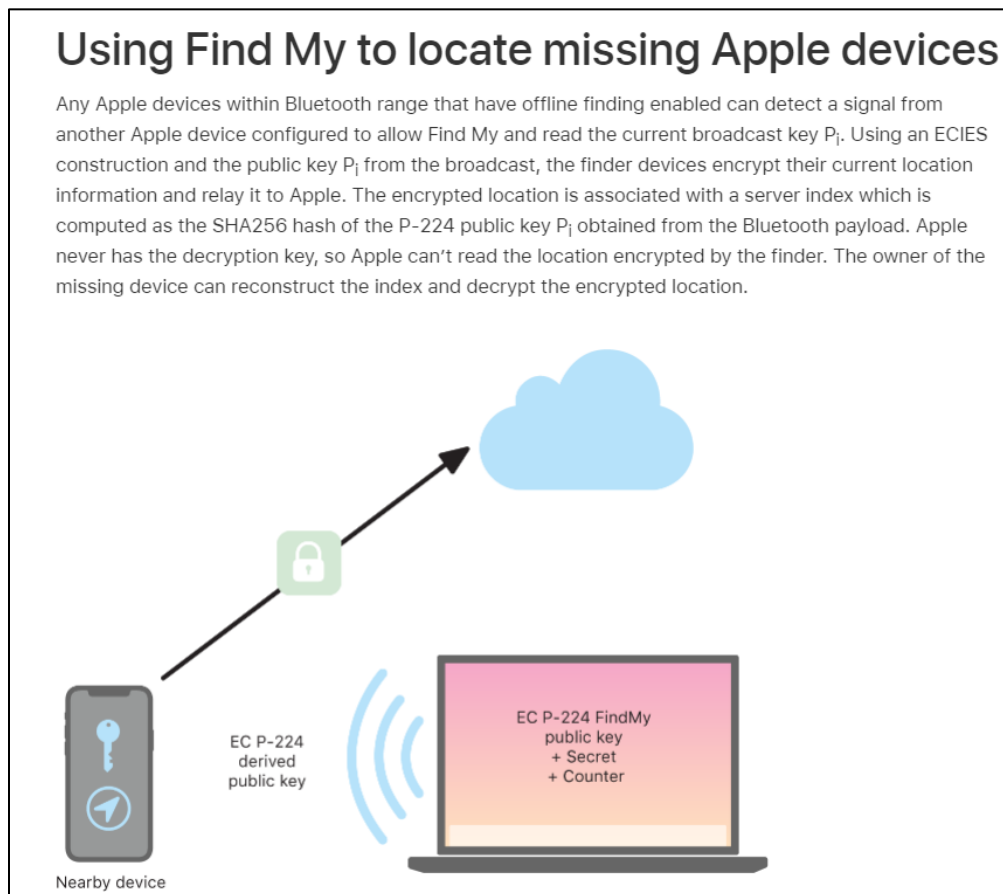 Using Find My to locate missing Apple devices
Any Apple devices within Bluetooth range that have offline finding enabled can detect a signal from
another Apple device configured to allow Find My and read the current broadcast key Pi. Using an ECIES
construction and the public key Pi from the broadcast, the finder devices encrypt their current location
information and relay it to Apple. The encrypted location is associated with a server index which is
computed as the SHA256 hash of the P-224 public key Pi obtained from the Bluetooth payload. Apple
never has the decryption key, so Apple can’t read the location encrypted by the finder. The owner of the
missing device can reconstruct the index and decrypt the encrypted location.
EC P-224
derived
public key
EC P-224 FindMy
public key
+ Secret
+ Counter
Nearby device